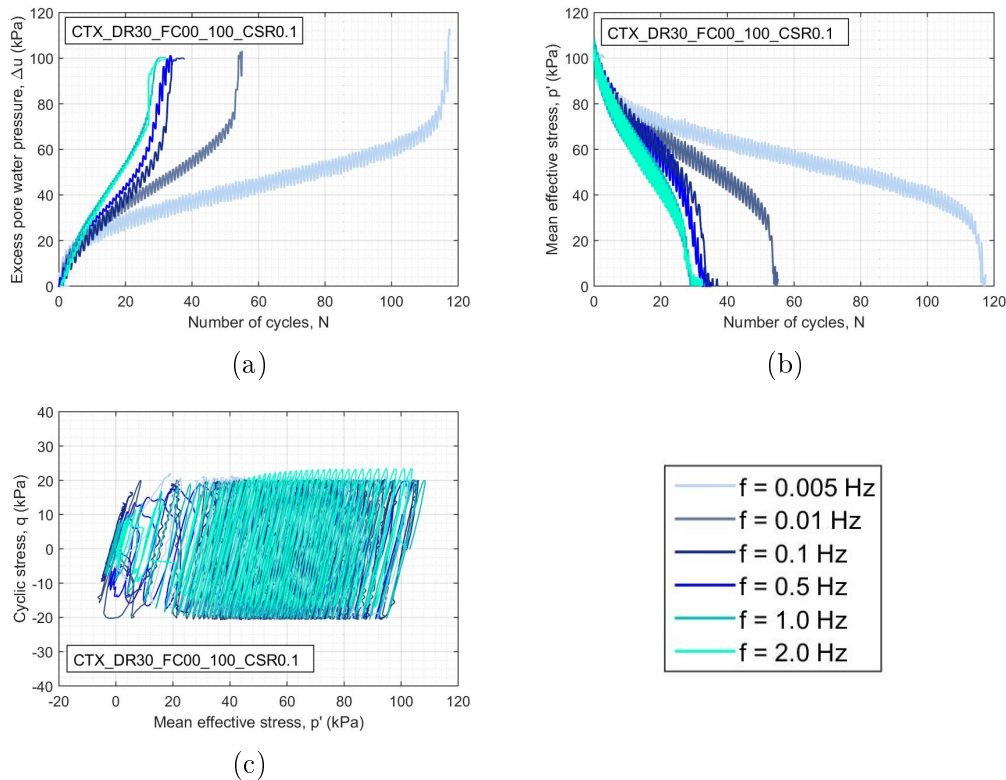 CTX_DR30_FC00_100_CSR0.1
Excess pore water pressure, Δu (kPa)
120
100
80
60
40
20
0
0 20 40 60 80 100 120
Number of cycles, N
(a)
CTX_DR30_FC00_100_CSR0.1
Mean effective stress, p' (kPa)
120
100
80
60
40
20
0
0 20 40 60 80 100 120
Number of cycles, N
(b)
Cyclic stress, q (kPa)
40
30
20
10
0
-10
-20
-30
-40
CTX_DR30_FC00_100_CSR0.1
-20 0 20 40 60 80 100 120
Mean effective stress, p' (kPa)
(c)
f = 0.005 Hz
f = 0.01 Hz
f = 0.1 Hz
f = 0.5 Hz
f = 1.0 Hz
f = 2.0 Hz